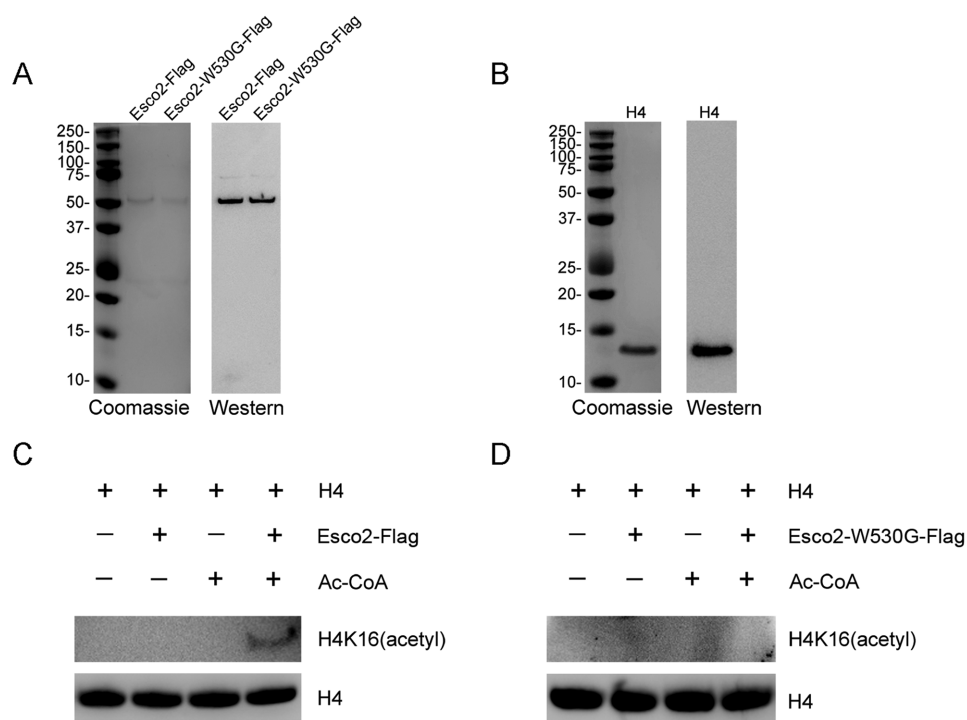 A
Esco2-Flag
Esco2-W530G-Flag
Esco2-Flag
Esco2-W530G-Flag
250-
150-
100-
75-
50-
37-
25-
20-
15-
10-
Coomassie Western
B
H4 H4
250-
150-
100-
75-
50-
37-
25-
20-
15-
10-
Coomassie Western
C
+ + + + H4
– + – + Esco2-Flag
– – + + Ac-CoA
H4K16(acetyl)
H4
D
+ + + + H4
– + – + Esco2-W530G-Flag
– – + + Ac-CoA
H4K16(acetyl)
H4